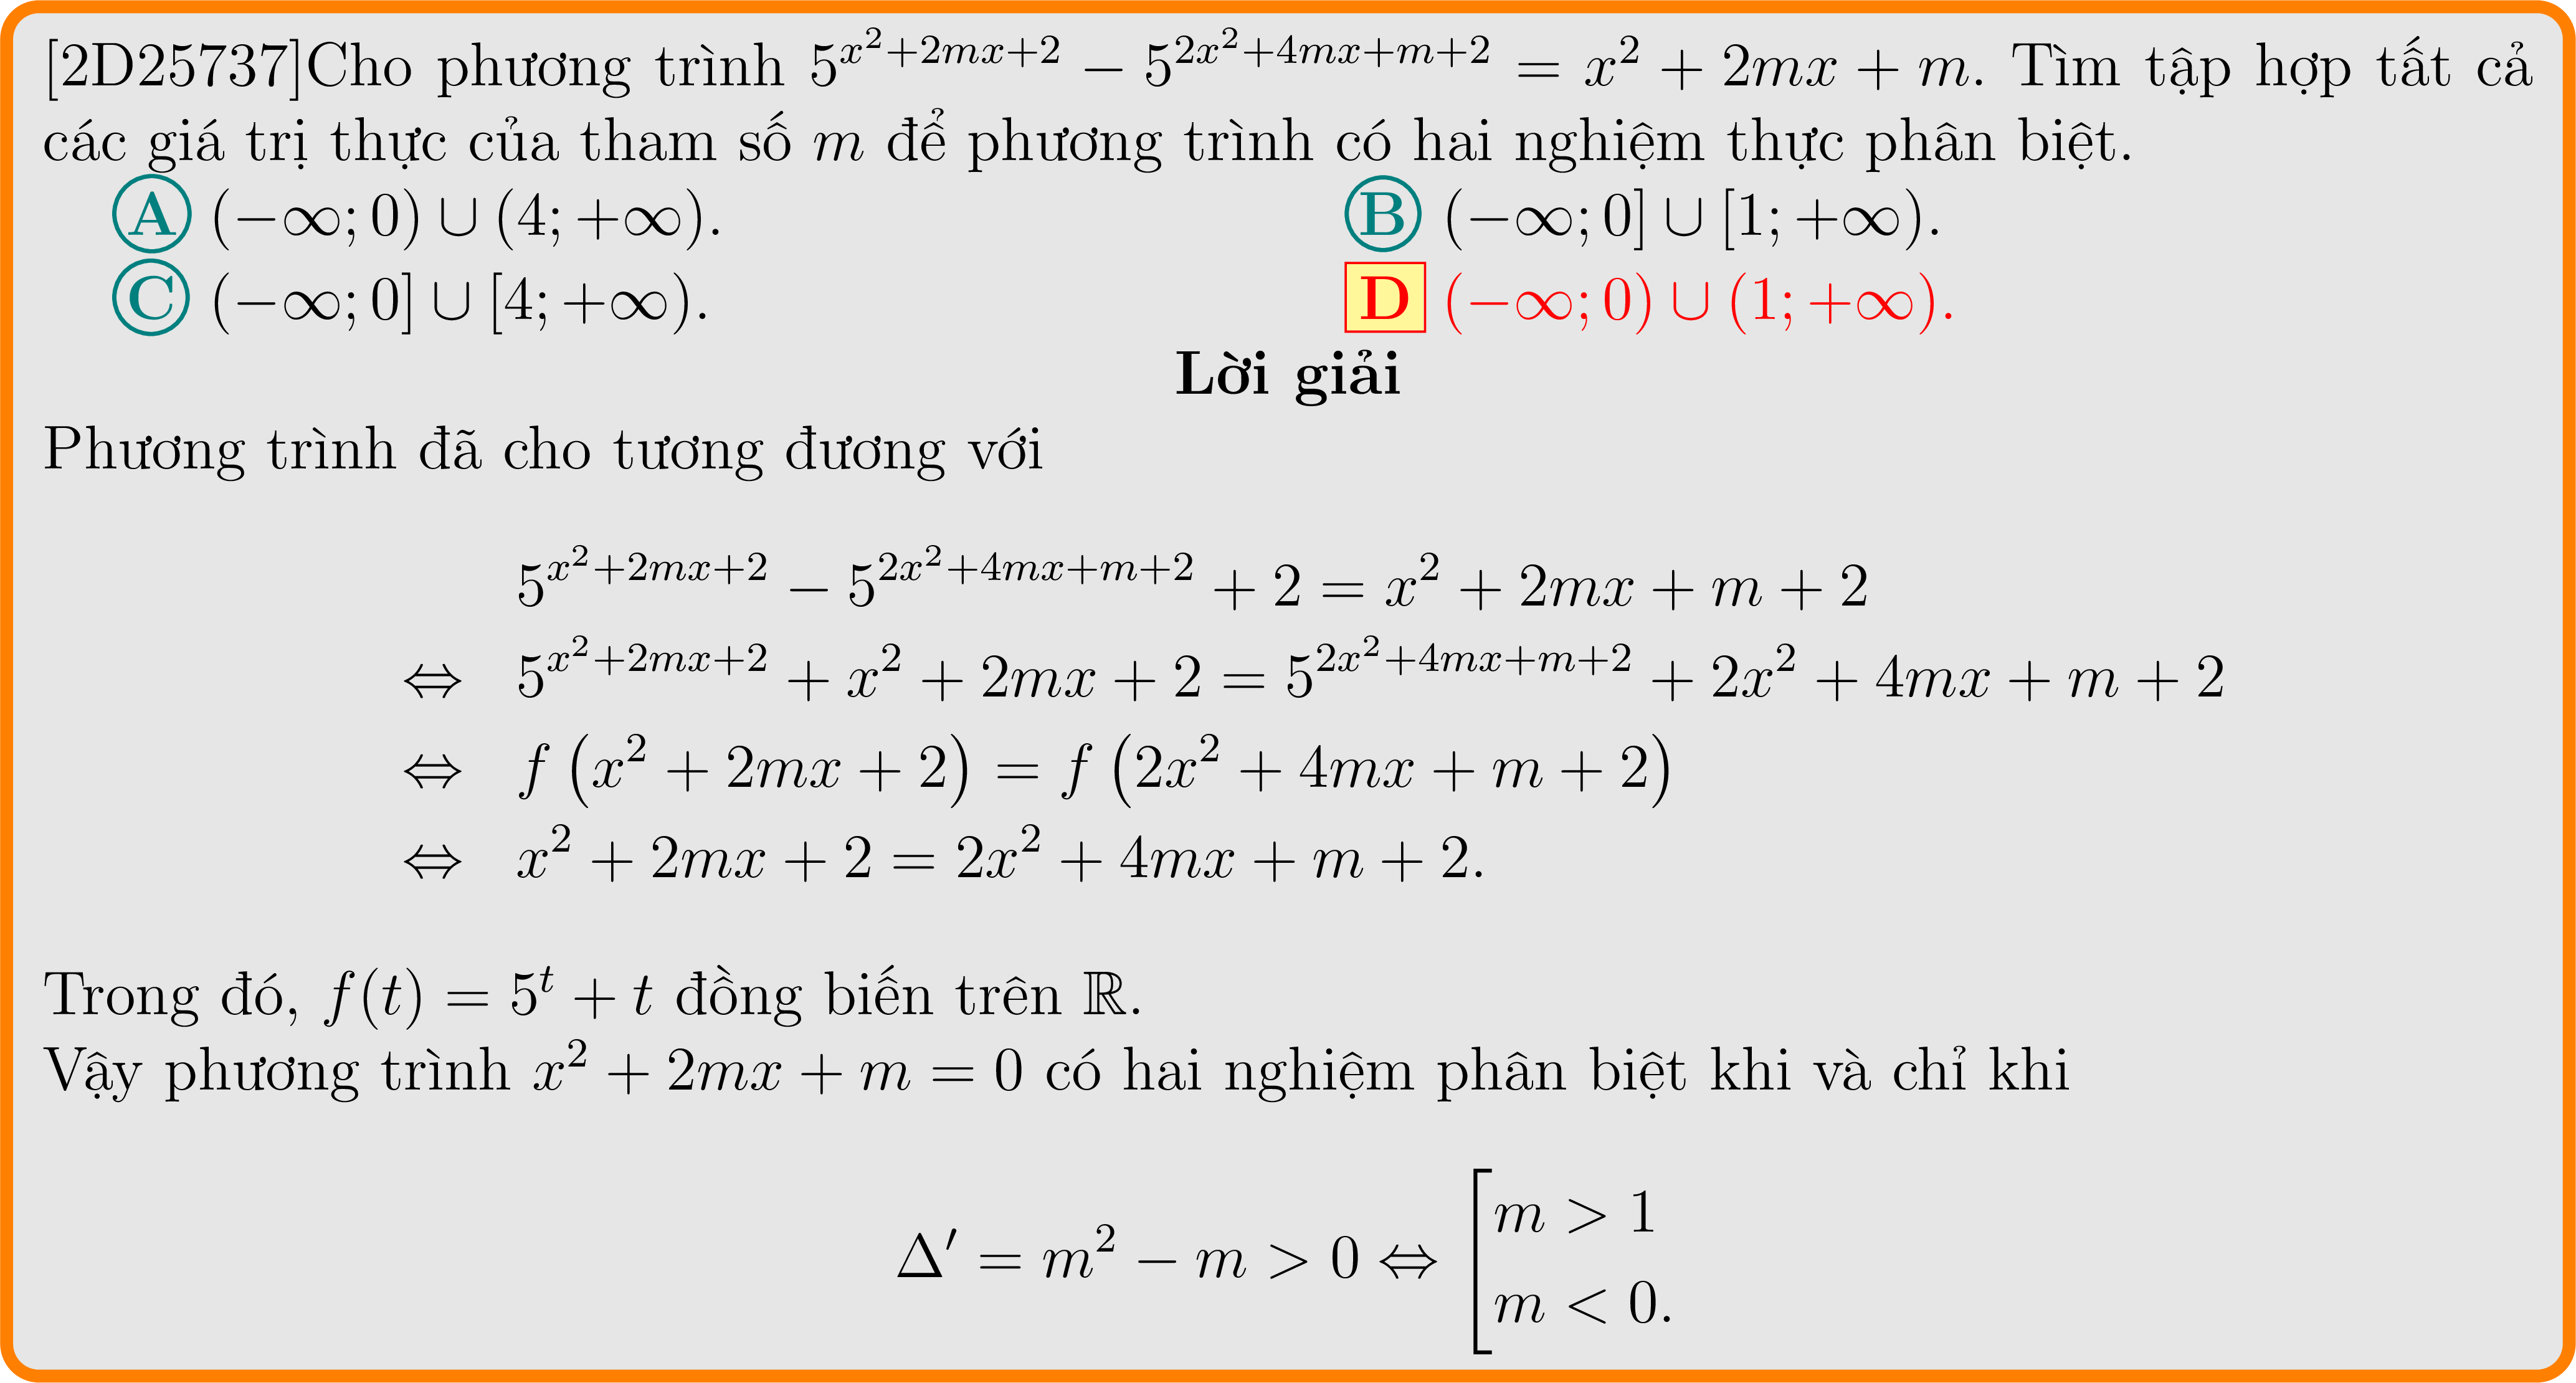 [2D25737]Cho phương trình $5^{x^2+2mx+2} - 5^{2x^2+4mx+m+2} = x^2 + 2mx + m$. Tìm tập hợp tất cả
các giá trị thực của tham số $m$ để phương trình có hai nghiệm thực phân biệt.
A $(-\infty; 0) \cup (4; +\infty)$. B $(-\infty; 0] \cup [1; +\infty)$.
C $(-\infty; 0] \cup [4; +\infty)$. D $(-\infty; 0) \cup (1; +\infty)$.
Lời giải
Phương trình đã cho tương đương với
$5^{x^2+2mx+2} - 5^{2x^2+4mx+m+2} + 2 = x^2 + 2mx + m + 2$
$\Leftrightarrow 5^{x^2+2mx+2} + x^2 + 2mx + 2 = 5^{2x^2+4mx+m+2} + 2x^2 + 4mx + m + 2$
$\Leftrightarrow f\left(x^2 + 2mx + 2\right) = f\left(2x^2 + 4mx + m + 2\right)$
$\Leftrightarrow x^2 + 2mx + 2 = 2x^2 + 4mx + m + 2.$
Trong đó, $f(t) = 5^t + t$ đồng biến trên $\mathbb{R}$.
Vậy phương trình $x^2 + 2mx + m = 0$ có hai nghiệm phân biệt khi và chỉ khi
$\Delta' = m^2 - m > 0 \Leftrightarrow \left[\begin{array}{l} m > 1 \\ m < 0. \end{array}\right.$